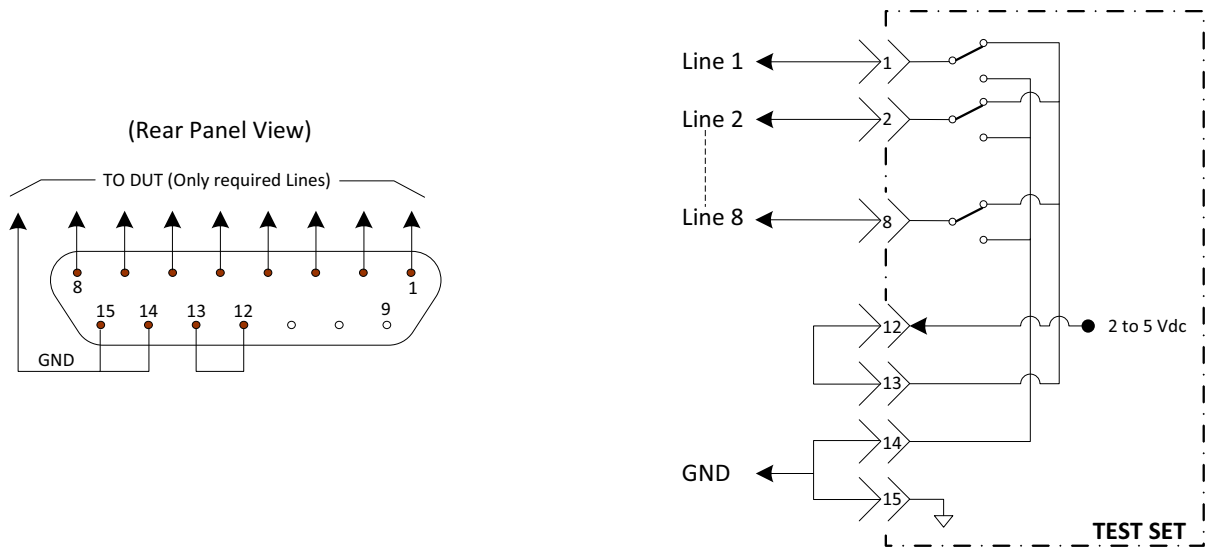 (Rear Panel View)
TO DUT (Only required Lines)
8
1
15
14
13
12
9
GND
Line 1
1
Line 2
2
Line 8
8
12
2 to 5 Vdc
13
14
GND
15
TEST SET